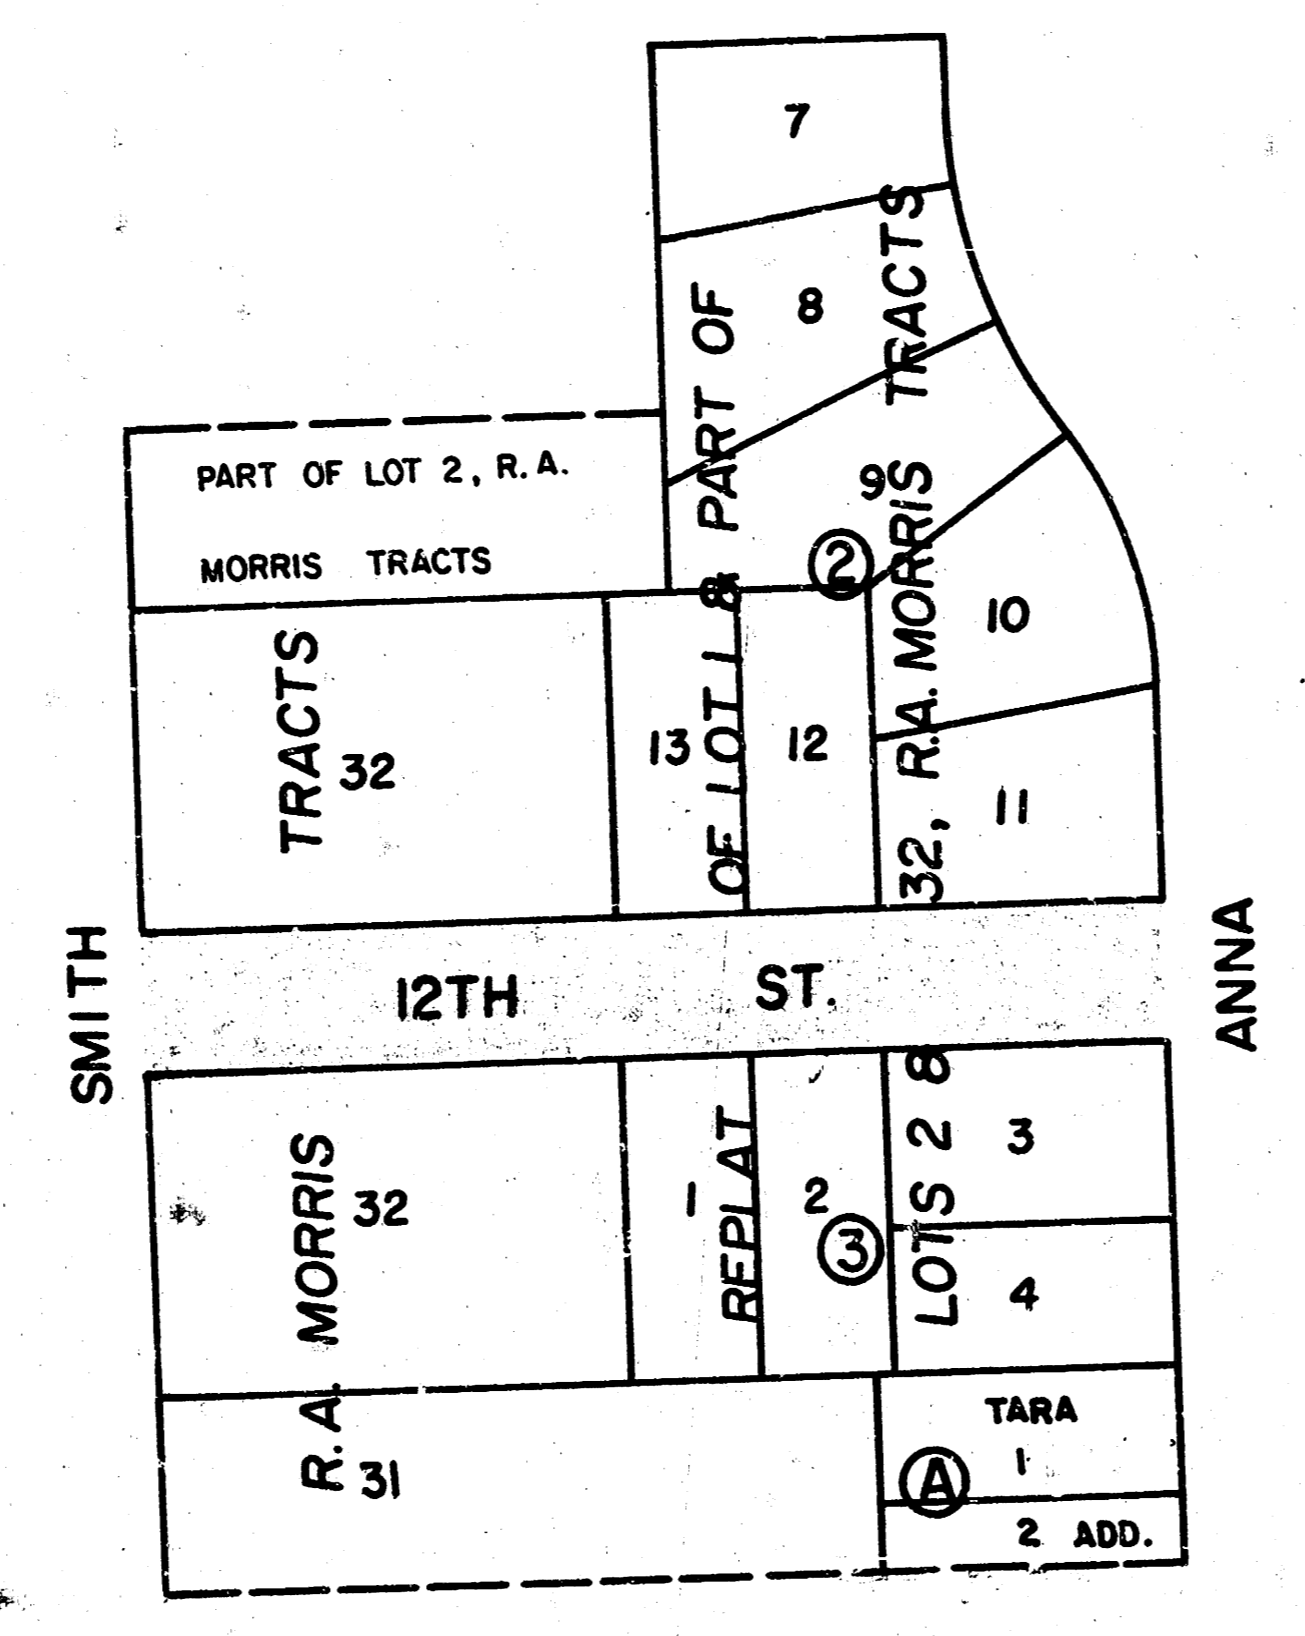 7
8
9
2
10
11
12
13
32
PART OF LOT 2, R. A.
MORRIS TRACTS
SMITH
12TH ST.
ANNA
32
1
2
3
3
4
31
TARA
1
A
2 ADD.
R. A. MORRIS TRACTS
REPLAT OF LOT 1 & PART OF
LOTS 2 & 32, R.A. MORRIS TRACTS